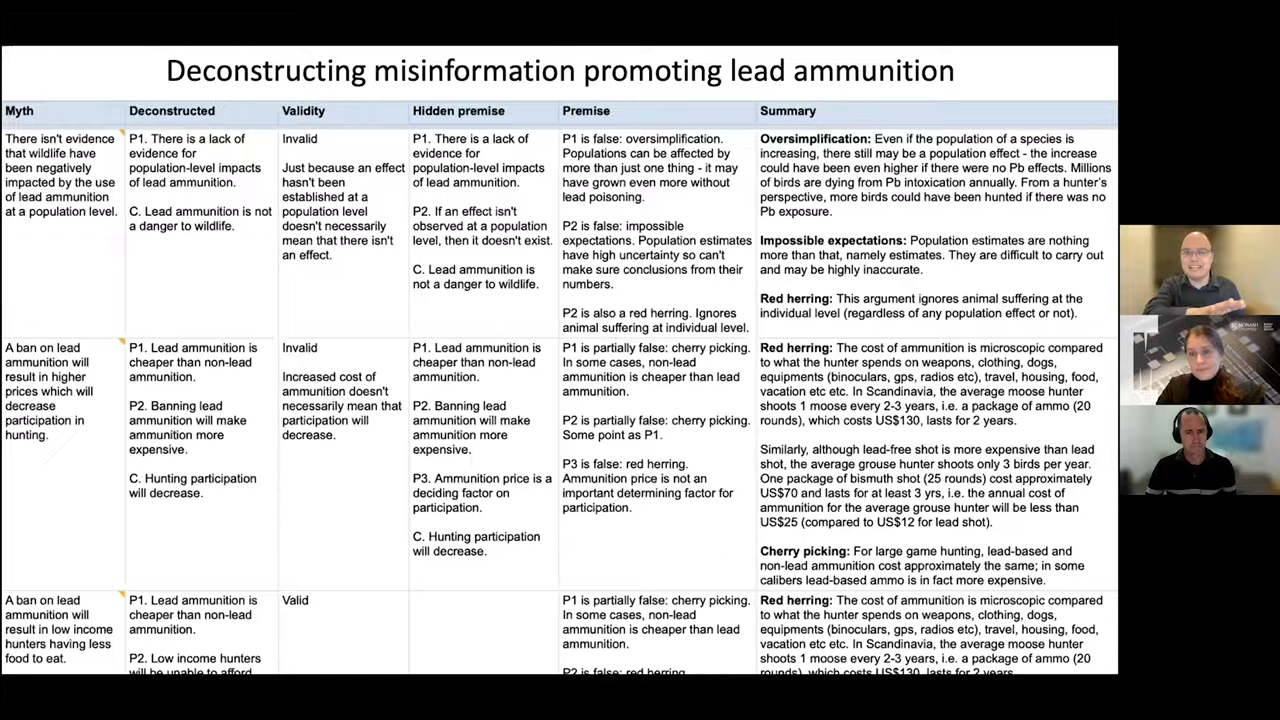 Deconstructing misinformation promoting lead ammunition
Myth
Deconstructed
Validity
Hidden premise
Premise
Summary
There isn't evidence
that wildlife have
been negatively
impacted by the use
of lead ammunition
at a population level.
P1. There is a lack of
evidence for
population-level impacts
of lead ammunition.
C. Lead ammunition is not
a danger to wildlife.
Invalid
Just because an effect
hasn't been
established at a
population level
doesn't necessarily
mean that there isn't
an effect.
P1. There is a lack of
evidence for
population-level impacts
of lead ammunition.
P2. If an effect isn't
observed at a population
level, then it doesn't exist.
C. Lead ammunition is
not a danger to wildlife.
P1 is false: oversimplification.
Populations can be affected by
more than just one thing - it may
have grown even more without
lead poisoning.
P2 is false: impossible
expectations. Population estimates
have high uncertainty so can't
make sure conclusions from their
numbers.
P2 is also a red herring. Ignores
animal suffering at individual level.
Oversimplification: Even if the population of a species is
increasing, there still may be a population effect - the increase
could have been even higher if there were no Pb effects. Millions
of birds are dying from Pb intoxication annually. From a hunter's
perspective, more birds could have been hunted if there was no
Pb exposure.
Impossible expectations: Population estimates are nothing
more than that, namely estimates. They are difficult to carry out
and may be highly inaccurate.
Red herring: This argument ignores animal suffering at the
individual level (regardless of any population effect or not).
A ban on lead
ammunition will
result in higher
prices which will
decrease
participation in
hunting.
P1. Lead ammunition is
cheaper than non-lead
ammunition.
P2. Banning lead
ammunition will make
ammunition more
expensive.
C. Hunting participation
will decrease.
Invalid
Increased cost of
ammunition doesn't
necessarily mean that
participation will
decrease.
P1. Lead ammunition is
cheaper than non-lead
ammunition.
P2. Banning lead
ammunition will make
ammunition more
expensive.
P3. Ammunition price is a
deciding factor on
participation.
C. Hunting participation
will decrease.
P1 is partially false: cherry picking.
In some cases, non-lead
ammunition is cheaper than lead
ammunition.
P2 is partially false: cherry picking.
Some point as P1.
P3 is false: red herring.
Ammunition price is not an
important determining factor for
participation.
Red herring: The cost of ammunition is microscopic compared
to what the hunter spends on weapons, clothing, dogs,
equipments (binoculars, gps, radios etc), travel, housing, food,
vacation etc etc. In Scandinavia, the average moose hunter
shoots 1 moose every 2-3 years, i.e. a package of ammo (20
rounds), which costs US$130, lasts for 2 years.
Similarly, although lead-free shot is more expensive than lead
shot, the average grouse hunter shoots only 3 birds per year.
One package of bismuth shot (25 rounds) cost approximately
US$70 and lasts for at least 3 yrs, i.e. the annual cost of
ammunition for the average grouse hunter will be less than
US$25 (compared to US$12 for lead shot).
Cherry picking: For large game hunting, lead-based and
non-lead ammunition cost approximately the same; in some
calibers lead-based ammo is in fact more expensive.
A ban on lead
ammunition will
result in low income
hunters having less
food to eat.
P1. Lead ammunition is
cheaper than non-lead
ammunition.
P2. Low income hunters
will be unable to afford
Valid
P1 is partially false: cherry picking.
In some cases, non-lead
ammunition is cheaper than lead
ammunition.
P2 is false: red herring.
Red herring: The cost of ammunition is microscopic compared
to what the hunter spends on weapons, clothing, dogs,
equipments (binoculars, gps, radios etc), travel, housing, food,
vacation etc etc. In Scandinavia, the average moose hunter
shoots 1 moose every 2-3 years, i.e. a package of ammo (20
rounds), which costs US$130, lasts for 2 years.
MONASH